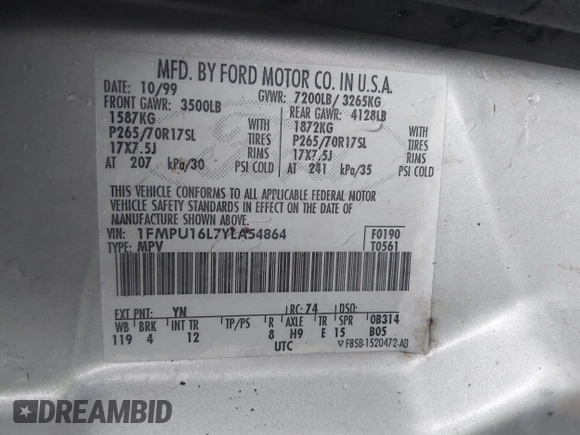 MFD. BY FORD MOTOR CO. IN U.S.A.
DATE: 10/99 GVWR: 7200LB/ 3265KG
FRONT GAWR: 3500LB REAR GAWR: 4128LB
1587KG WITH 1872KG WITH
P265/70R17SL TIRES P265/70R17SL TIRES
17X7.5J RIMS 17X7.5J RIMS
AT 207 kPa/30 PSI COLD AT 241 kPa/35 PSI COLD
THIS VEHICLE CONFORMS TO ALL APPLICABLE FEDERAL MOTOR
VEHICLE SAFETY STANDARDS IN EFFECT ON THE DATE OF
MANUFACTURE SHOWN ABOVE.
VIN: 1FMPU16L7YLA54864 F0190
TYPE: MPV T0561
EXT PNT: YN RC: 74 DSO:
WB BRK INT TR TP/PS R AXLE TR SPR 0B314
119 4 12 8 H9 E 15 B05
UTC F85B-1520472-AB
DREAMBID